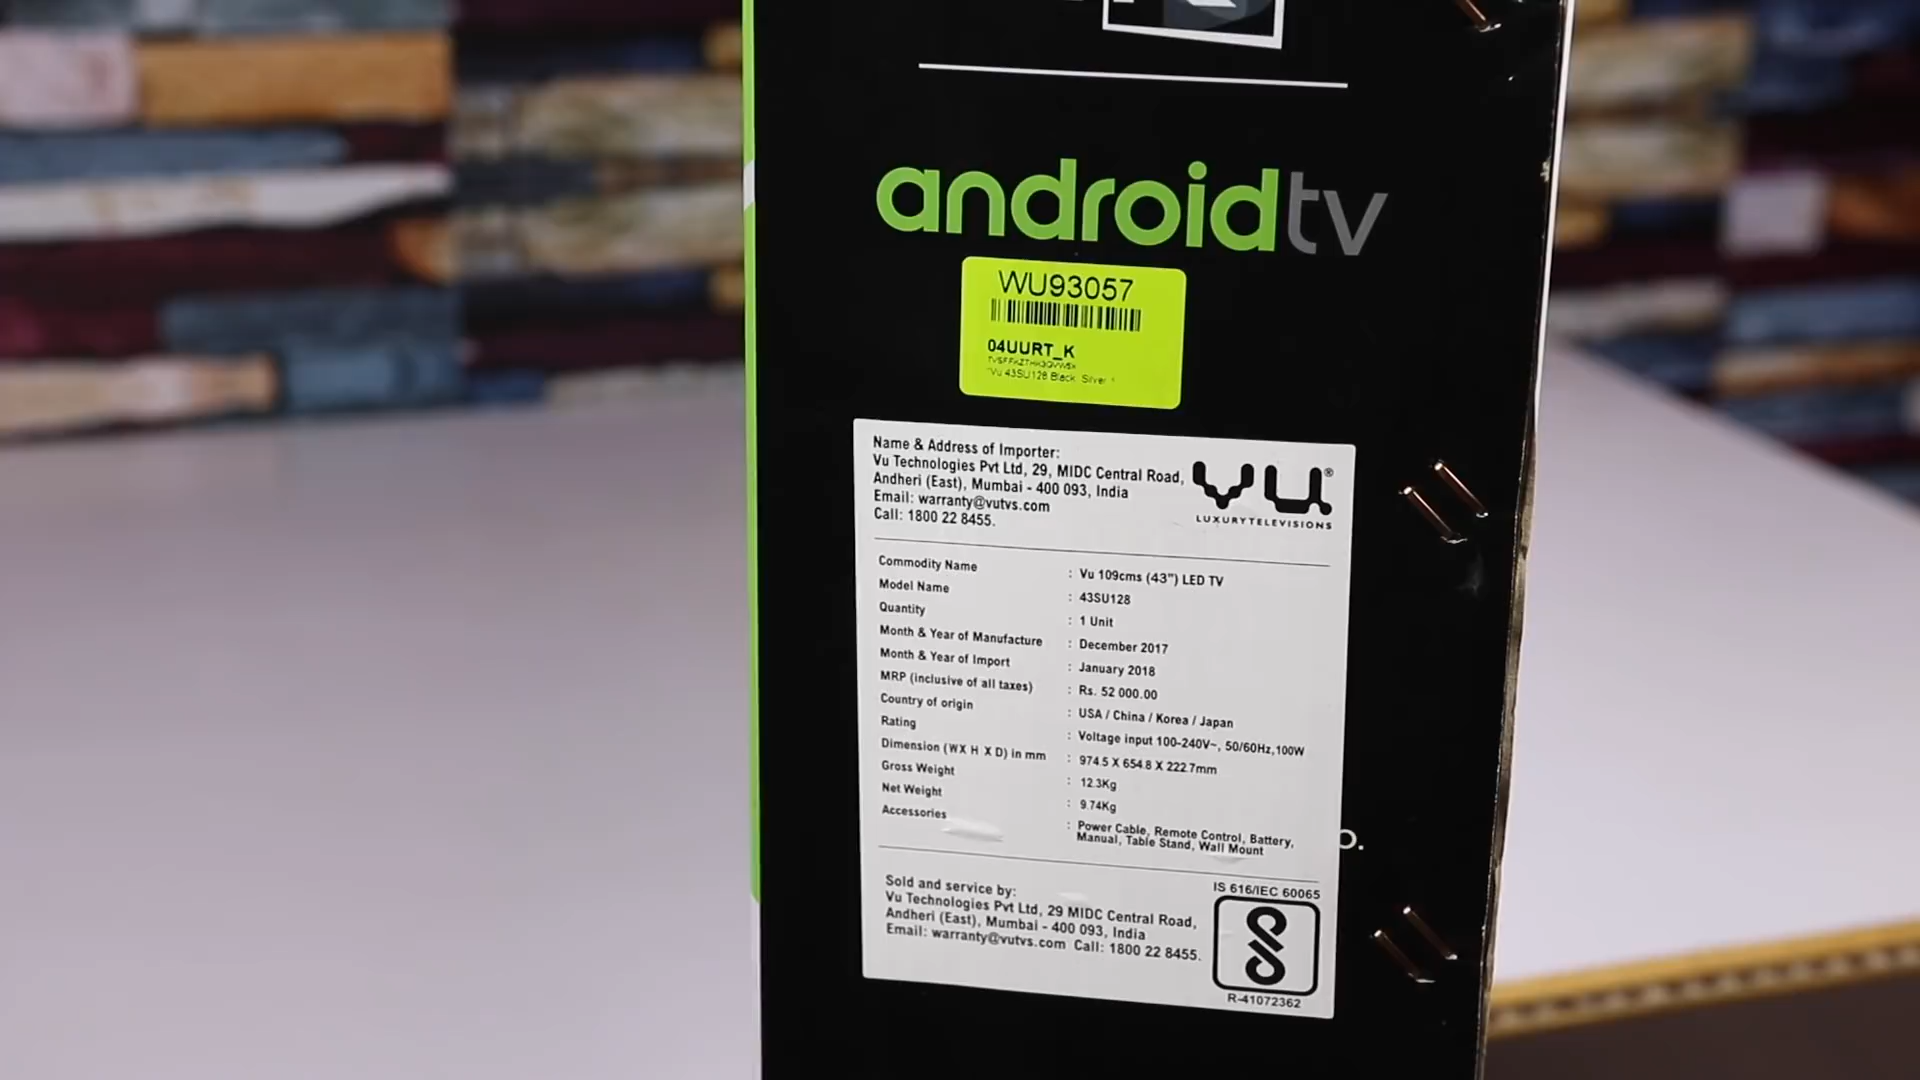 androidtv
WU93057
04UURT_K
"Vu 43SU128 Black Silver "
Name & Address of Importer:
Vu Technologies Pvt Ltd, 29, MIDC Central Road,
Andheri (East), Mumbai - 400 093, India
Email: warranty@vutvs.com
Call: 1800 22 8455.
VU®
LUXURYTELEVISIONS
Commodity Name : Vu 109cms (43") LED TV
Model Name : 43SU128
Quantity : 1 Unit
Month & Year of Manufacture : December 2017
Month & Year of Import : January 2018
MRP (inclusive of all taxes) : Rs. 52 000.00
Country of origin : USA / China / Korea / Japan
Rating : Voltage input 100-240V~, 50/60Hz,100W
Dimension (WX H X D) in mm : 974.5 X 654.8 X 222.7mm
Gross Weight : 12.3Kg
Net Weight : 9.74Kg
Accessories : Power Cable, Remote Control, Battery,
Manual, Table Stand, Wall Mount
o.
Sold and service by:
Vu Technologies Pvt Ltd, 29 MIDC Central Road,
Andheri (East), Mumbai - 400 093, India
Email: warranty@vutvs.com Call: 1800 22 8455.
IS 616/IEC 60065
R-41072362